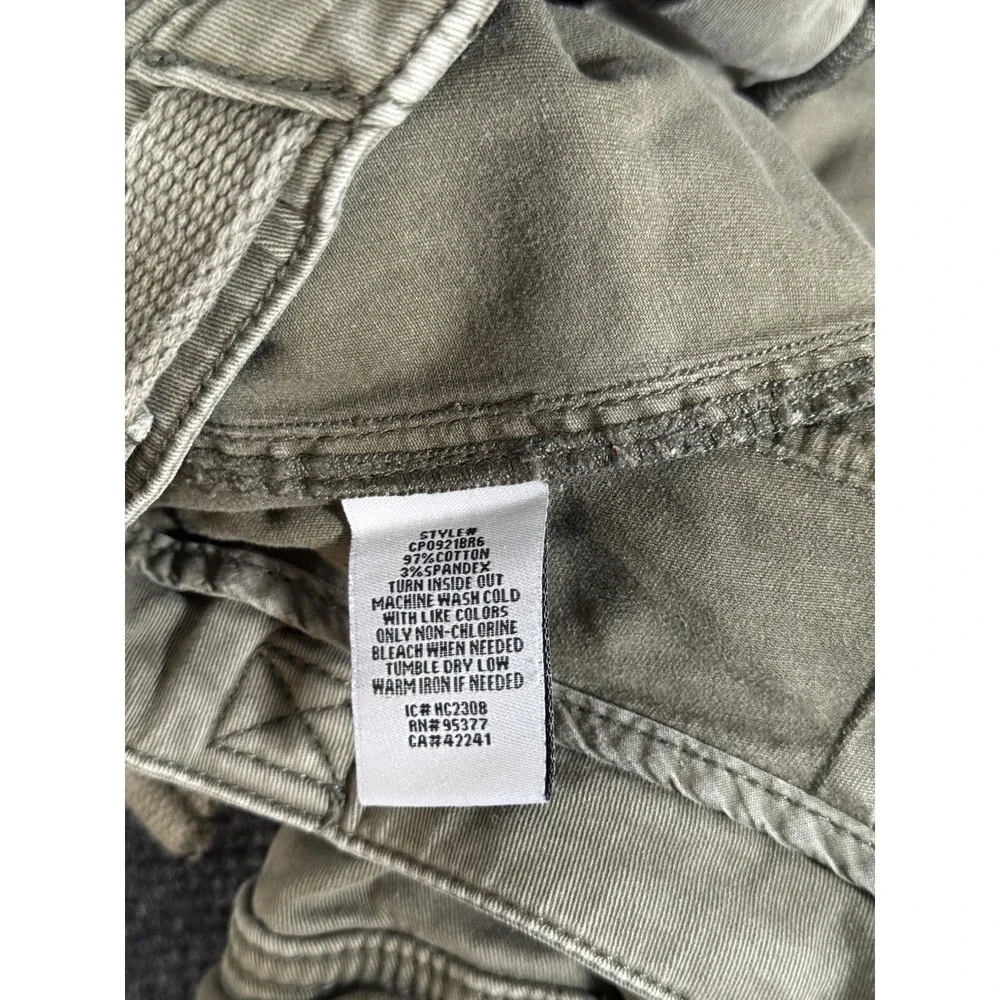 STYLE#
CP0921BR6
97%COTTON
3%SPANDEX
TURN INSIDE OUT
MACHINE WASH COLD
WITH LIKE COLORS
ONLY NON-CHLORINE
BLEACH WHEN NEEDED
TUMBLE DRY LOW
WARM IRON IF NEEDED
IC# HC2308
RN# 95377
CA#42241